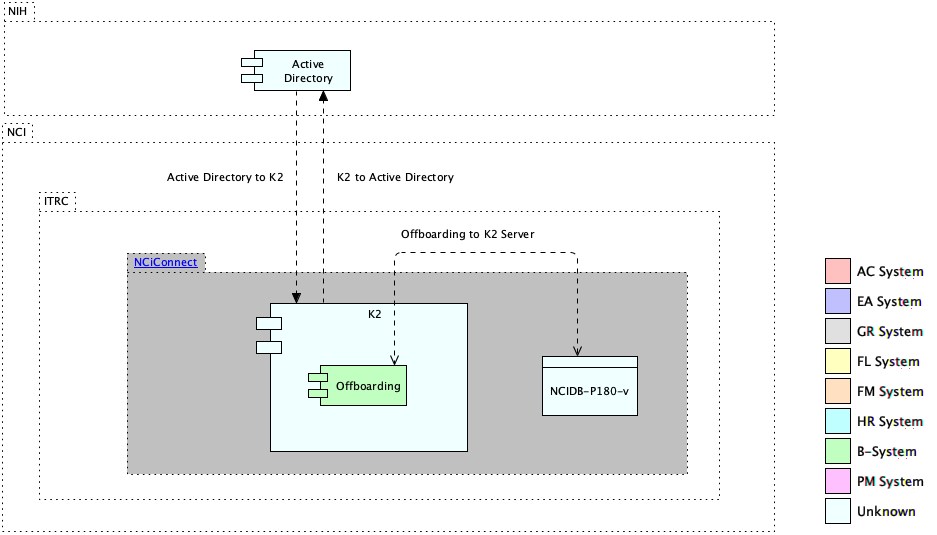 NIH
Active
Directory
NCI
Active Directory to K2
K2 to Active Directory
ITRC
Offboarding to K2 Server
NCiConnect
K2
Offboarding
NCIDB-P180-v
AC System
EA System
GR System
FL System
FM System
HR System
B-System
PM System
Unknown